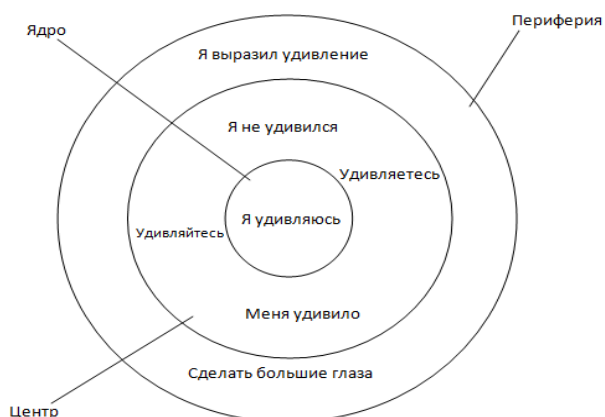 Периферия
Ядро
Я выразил удивление
Я не удивился
Удивляетесь
Я удивляюсь
Удивляйтесь
Меня удивило
Сделать большие глаза
Центр